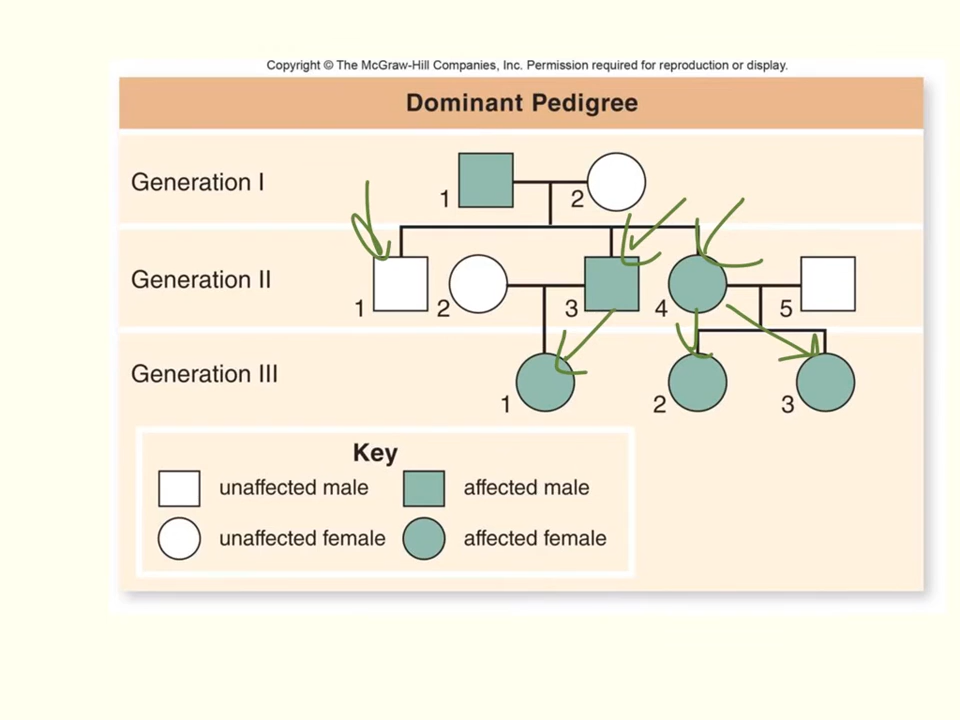 Copyright © The McGraw-Hill Companies, Inc. Permission required for reproduction or display.
Dominant Pedigree
Generation I
1
2
Generation II
1
2
3
4
5
Generation III
1
2
3
Key
unaffected male
affected male
unaffected female
affected female